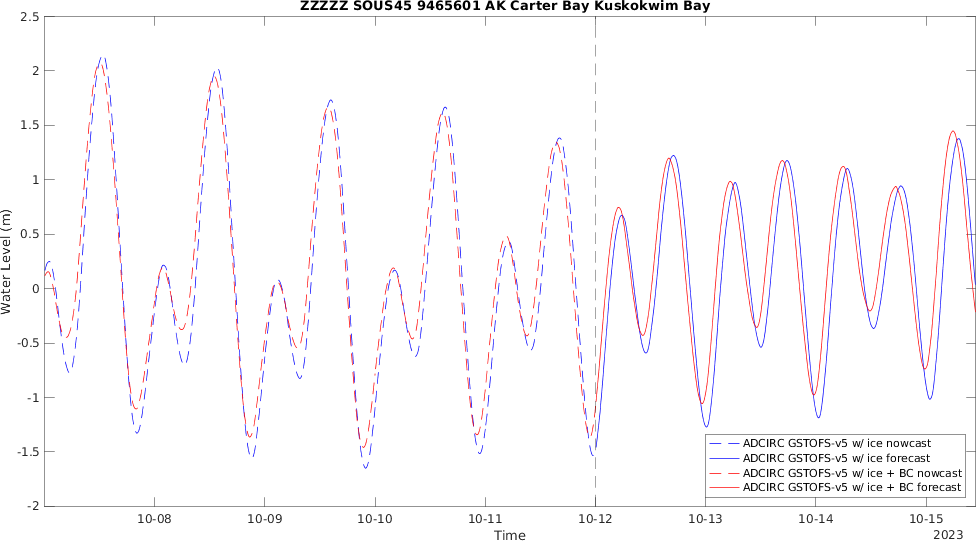 ZZZZZ SOUS45 9465601 AK Carter Bay Kuskokwim Bay
2.5
2
1.5
1
0.5
0
-0.5
-1
-1.5
-2
Water Level (m)
10-08
10-09
10-10
10-11
10-12
10-13
10-14
10-15
Time
2023
ADCIRC GSTOFS-v5 w/ ice nowcast
ADCIRC GSTOFS-v5 w/ ice forecast
ADCIRC GSTOFS-v5 w/ ice + BC nowcast
ADCIRC GSTOFS-v5 w/ ice + BC forecast